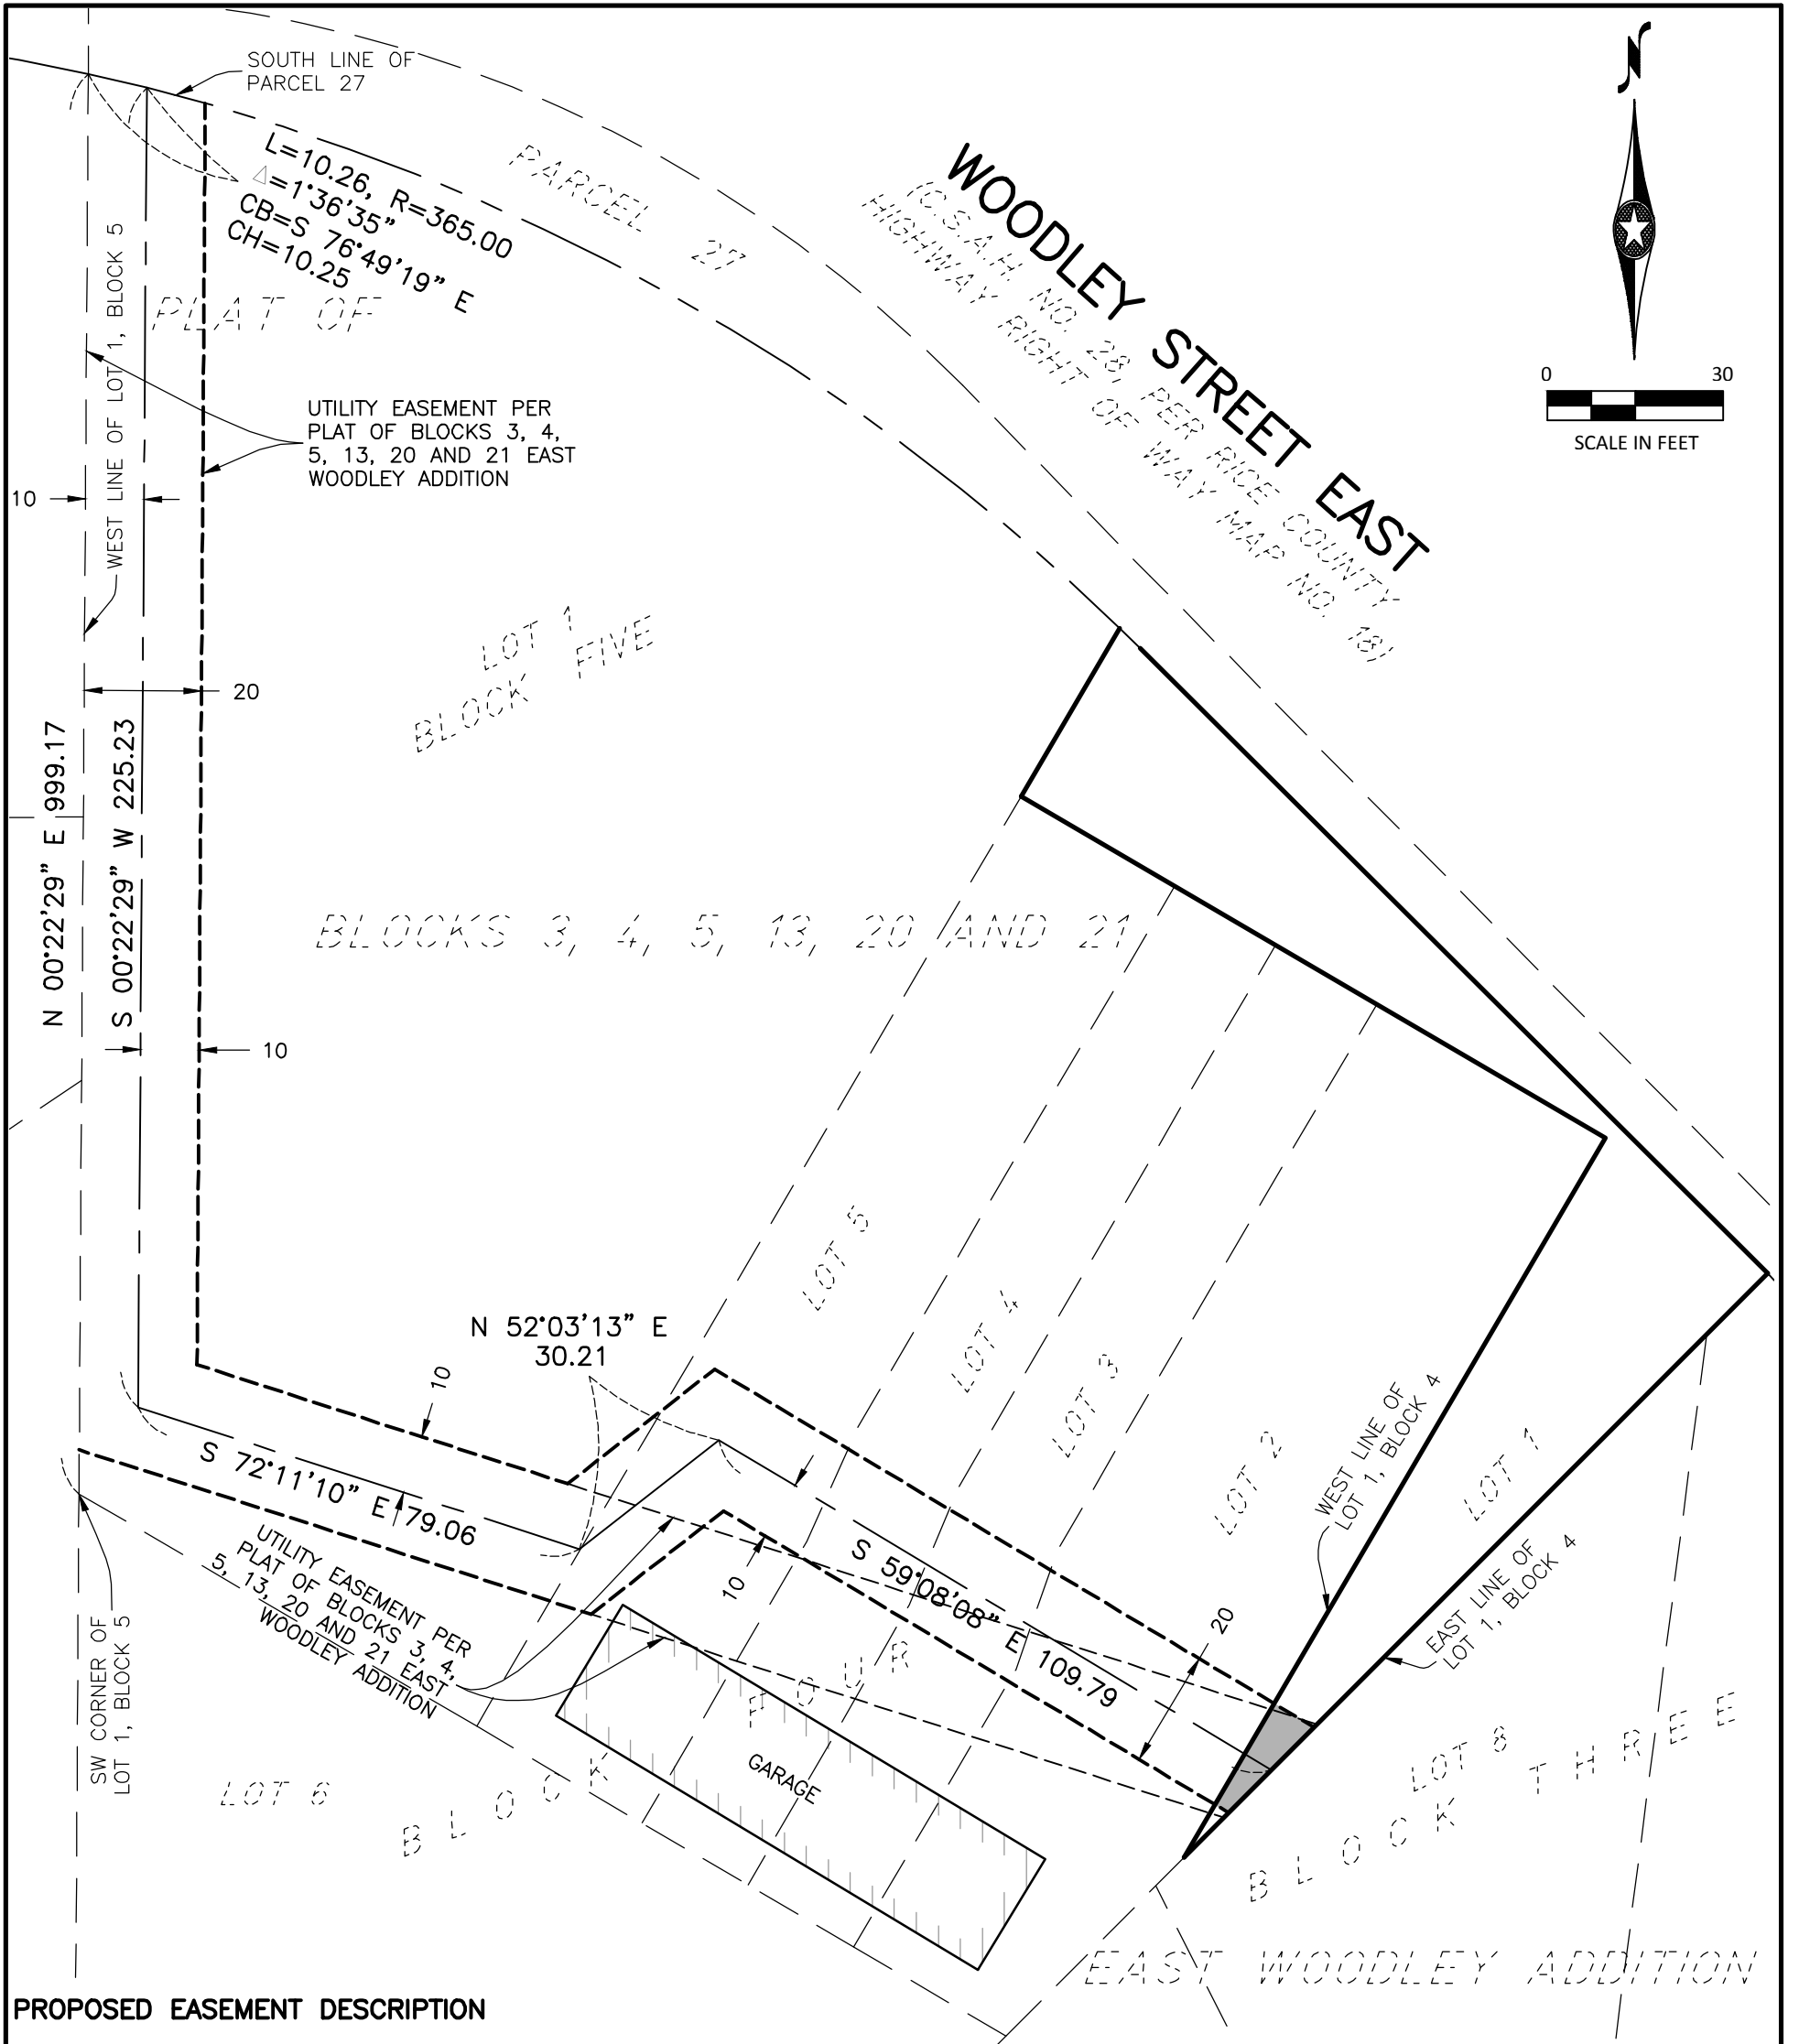 SOUTH LINE OF
PARCEL 27
L=10.26, R=365.00
Δ=1°36'35"
CB=S 76°49'19" E
CH=10.25
PARCEL 27
WOODLEY STREET EAST
(C.S.A.H. NO. 28, PER RICE COUNTY
HIGHWAY RIGHT OF WAY MAP NO. 18)
N
0 30
SCALE IN FEET
PLAT OF
WEST LINE OF LOT 1, BLOCK 5
UTILITY EASEMENT PER
PLAT OF BLOCKS 3, 4,
5, 13, 20 AND 21 EAST
WOODLEY ADDITION
10
LOT 1
BLOCK FIVE
20
N 00°22'29" E 999.17
S 00°22'29" W 225.23
BLOCKS 3, 4, 5, 13, 20 AND 21
10
LOT 5
LOT 4
LOT 3
LOT 2
LOT 1
N 52°03'13" E
30.21
10
WEST LINE OF
LOT 1, BLOCK 4
S 72°11'10" E 79.06
S 59°08'08" E 109.79
10
20
EAST LINE OF
LOT 1, BLOCK 4
UTILITY EASEMENT PER
PLAT OF BLOCKS 3, 4,
5, 13, 20 AND 21 EAST
WOODLEY ADDITION
SW CORNER OF
LOT 1, BLOCK 5
GARAGE
LOT 6
BLOCK FOUR
LOT 8
BLOCK THREE
EAST WOODLEY ADDITION
PROPOSED EASEMENT DESCRIPTION